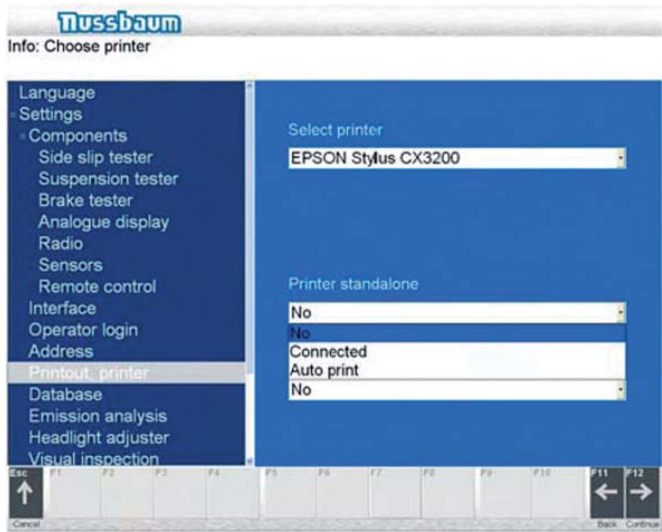 Nussbaum
Info: Choose printer
Language
Settings
Components
Side slip tester
Suspension tester
Brake tester
Analogue display
Radio
Sensors
Remote control
Interface
Operator login
Address
Printout, printer
Database
Emission analysis
Headlight adjuster
Visual inspection
Select printer
EPSON Stylus CX3200
Printer standalone
No
No
Connected
Auto print
No
Esc F1 F2 F3 F4 F5 F6 F7 F8 F9 F10 F11 F12
Cancel Back Continue